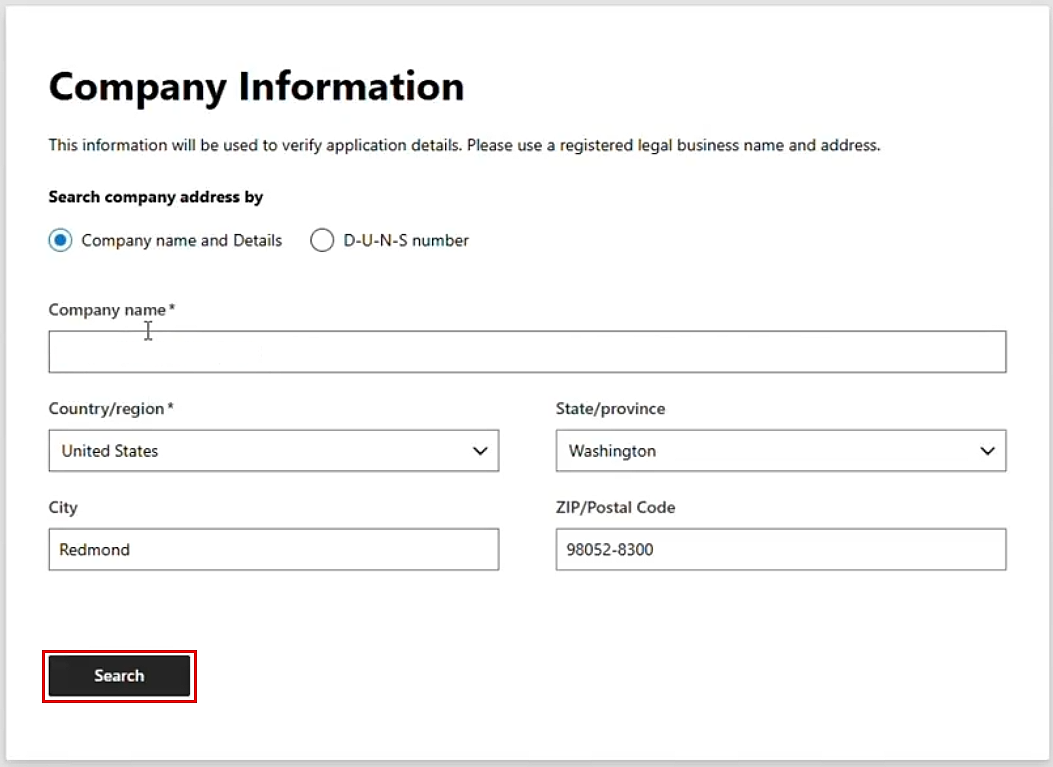 Company Information
This information will be used to verify application details. Please use a registered legal business name and address.
Search company address by
Company name and Details D-U-N-S number
Company name*
Country/region* State/province
United States Washington
City ZIP/Postal Code
Redmond 98052-8300
Search